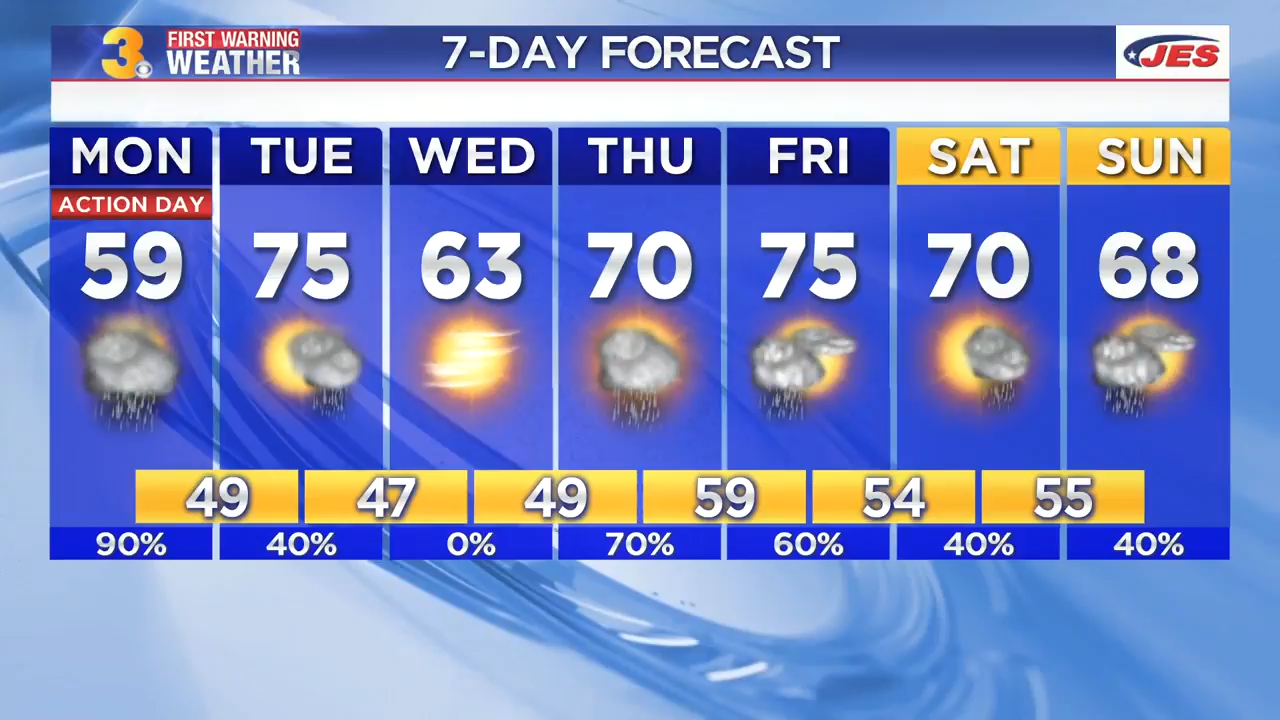 3 FIRST WARNING
WEATHER
7-DAY FORECAST
JES
MON TUE WED THU FRI SAT SUN
ACTION DAY
59 75 63 70 75 70 68
49 47 49 59 54 55
90% 40% 0% 70% 60% 40% 40%